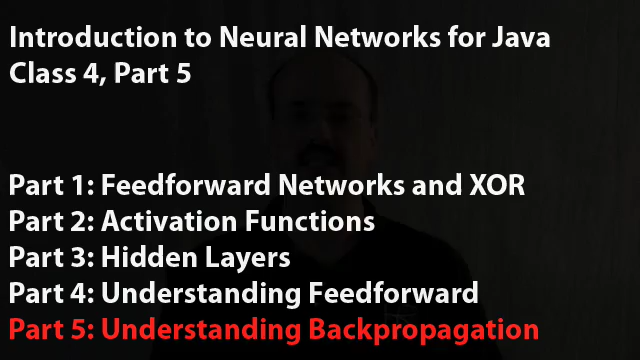 Introduction to Neural Networks for Java
Class 4, Part 5
Part 1: Feedforward Networks and XOR
Part 2: Activation Functions
Part 3: Hidden Layers
Part 4: Understanding Feedforward
Part 5: Understanding Backpropagation